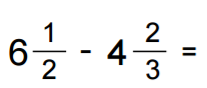 6 1/2 - 4 2/3 =